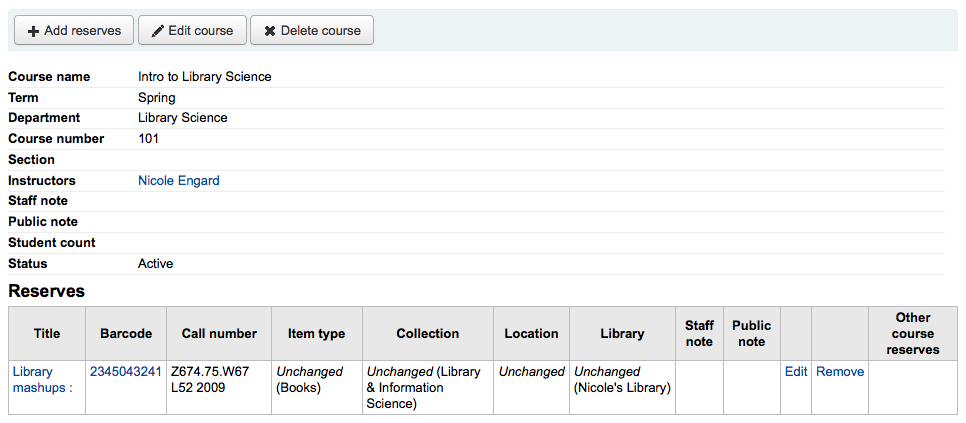 Add reserves Edit course Delete course
Course name Intro to Library Science
Term Spring
Department Library Science
Course number 101
Section
Instructors Nicole Engard
Staff note
Public note
Student count
Status Active
Reserves
Title Barcode Call number Item type Collection Location Library Staff note Public note Other course reserves
Library mashups : 2345043241 Z674.75.W67 L52 2009 Unchanged (Books) Unchanged (Library & Information Science) Unchanged Unchanged (Nicole's Library) Edit Remove